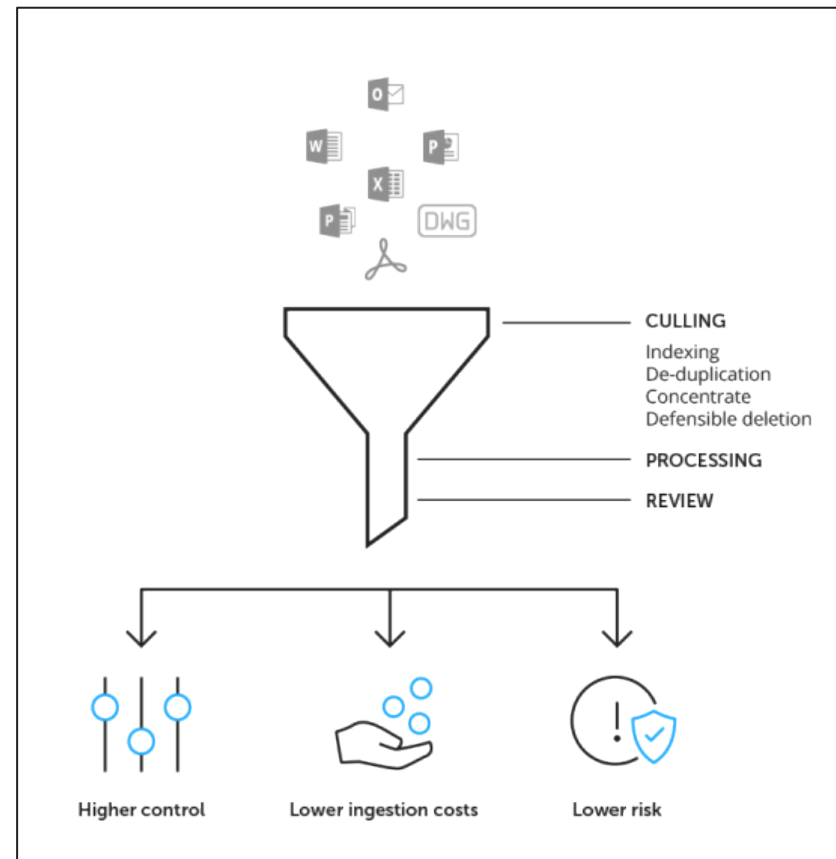 O
W
P
X
P
DWG
CULLING
Indexing
De-duplication
Concentrate
Defensible deletion
PROCESSING
REVIEW
!
Higher control
Lower ingestion costs
Lower risk